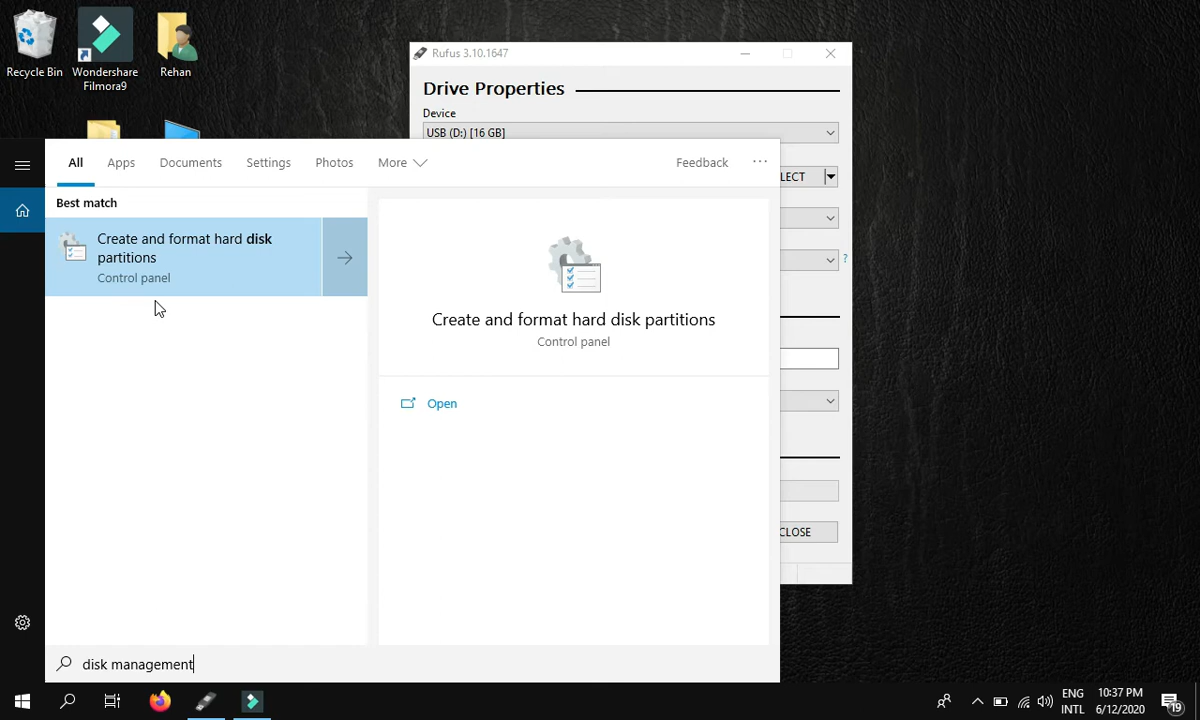 Recycle Bin
Wondershare
Filmora9
Rehan
Rufus 3.10.1647
Drive Properties
Device
USB (D:) [16 GB]
All Apps Documents Settings Photos More Feedback ...
LECT
Best match
Create and format hard disk
partitions
Control panel
?
Create and format hard disk partitions
Control panel
Open
CLOSE
disk management
ENG
INTL
10:37 PM
6/12/2020
19